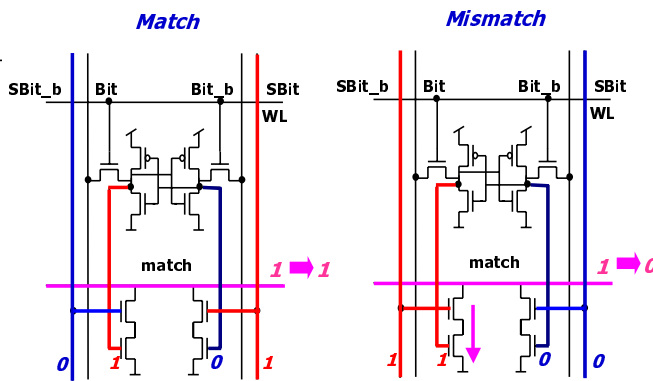 Match
Mismatch
SBit_b Bit Bit_b SBit
WL
SBit_b Bit Bit_b SBit
WL
match
1 1
match
1 0
0 1 0 1
1 1 0 0